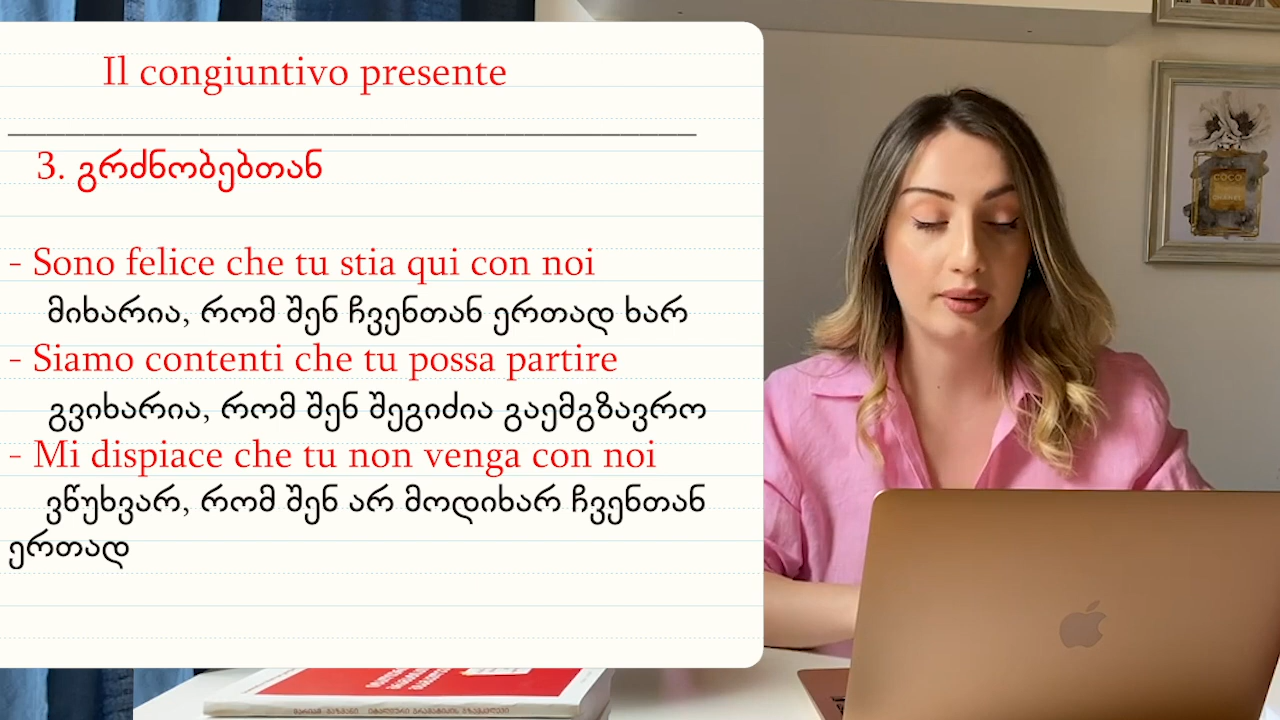 Il congiuntivo presente
3. გრძნობებთან
- Sono felice che tu stia qui con noi
მიხარია, რომ შენ ჩვენთან ერთად ხარ
- Siamo contenti che tu possa partire
გვიხარია, რომ შენ შეგიძია გაემგზავრო
- Mi dispiace che tu non venga con noi
ვწუხვარ, რომ შენ არ მოდიხარ ჩვენთან
ერთად
COCO
CHANEL